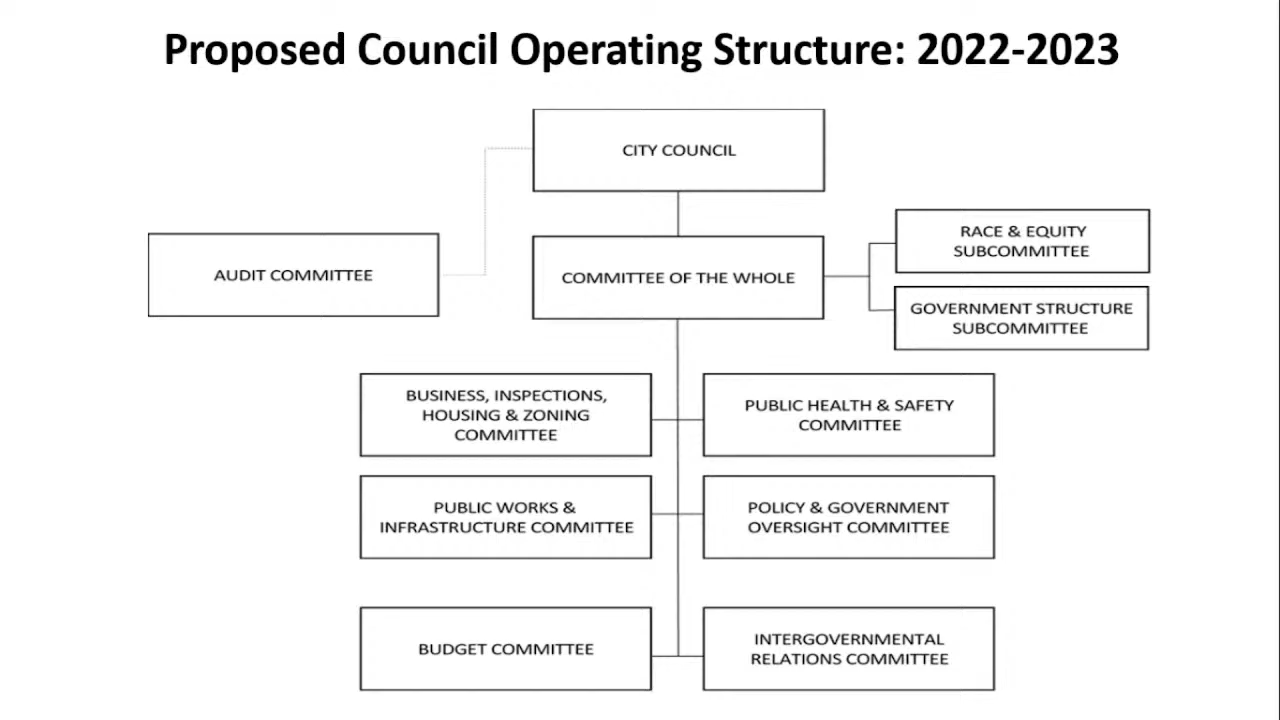 Proposed Council Operating Structure: 2022-2023
CITY COUNCIL
AUDIT COMMITTEE
COMMITTEE OF THE WHOLE
RACE & EQUITY
SUBCOMMITTEE
GOVERNMENT STRUCTURE
SUBCOMMITTEE
BUSINESS, INSPECTIONS,
HOUSING & ZONING
COMMITTEE
PUBLIC HEALTH & SAFETY
COMMITTEE
PUBLIC WORKS &
INFRASTRUCTURE COMMITTEE
POLICY & GOVERNMENT
OVERSIGHT COMMITTEE
BUDGET COMMITTEE
INTERGOVERNMENTAL
RELATIONS COMMITTEE